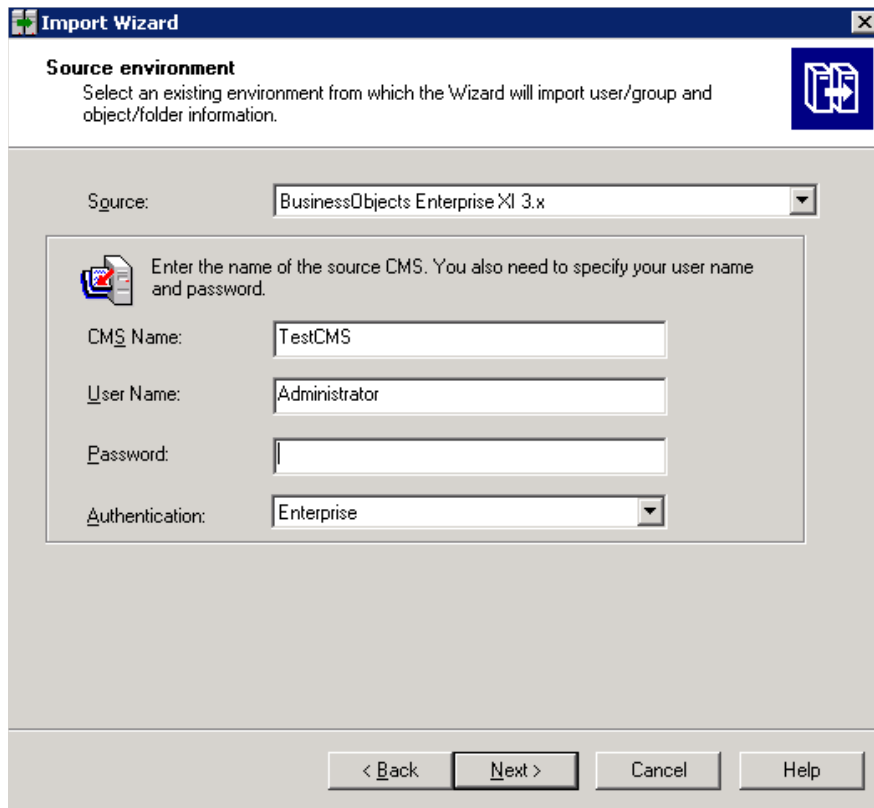 Import Wizard
Source environment
Select an existing environment from which the Wizard will import user/group and
object/folder information.
Source:
BusinessObjects Enterprise XI 3.x
Enter the name of the source CMS. You also need to specify your user name
and password.
CMS Name:
TestCMS
User Name:
Administrator
Password:
Authentication:
Enterprise
< Back
Next >
Cancel
Help